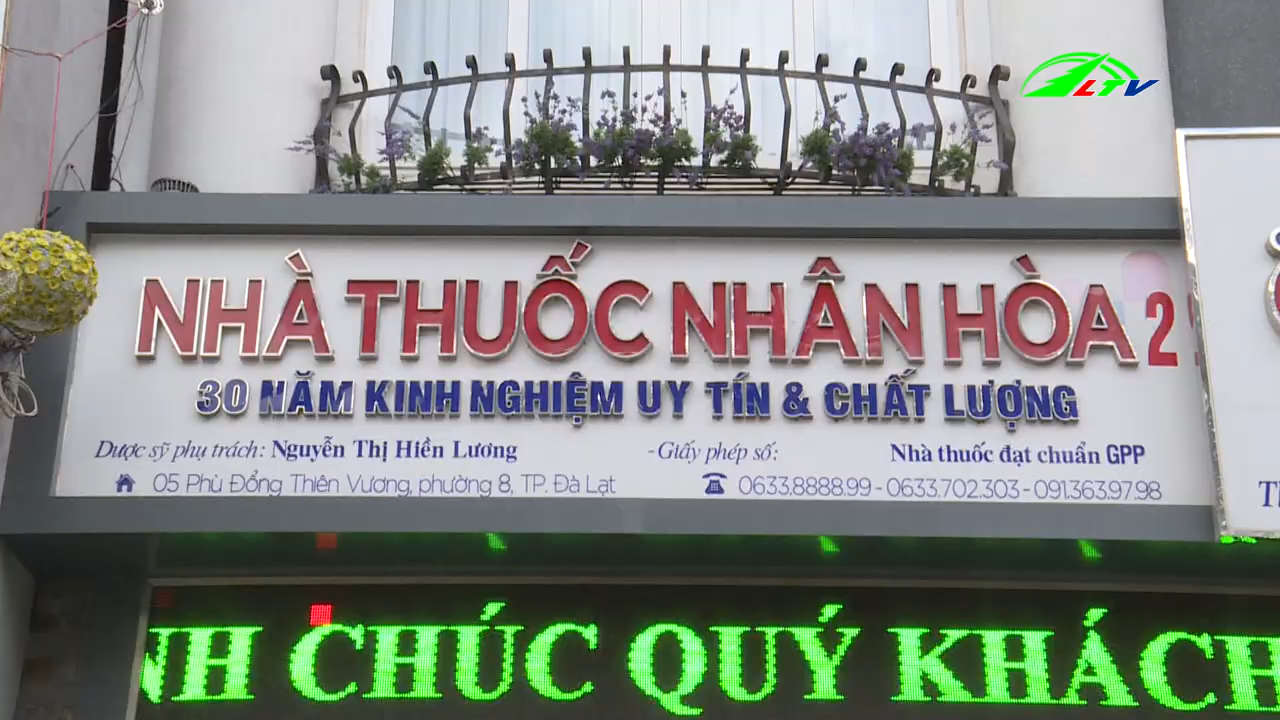 LTV
NHÀ THUỐC NHÂN HÒA 2
30 NĂM KINH NGHIỆM UY TÍN & CHẤT LƯỢNG
Dược sỹ phụ trách: Nguyễn Thị Hiền Lương -Giấy phép số: Nhà thuốc đạt chuẩn GPP
05 Phù Đổng Thiên Vương, phường 8, TP. Đà Lạt 0633.8888.99 - 0633.702.303 - 091.363.97.98
NH CHÚC QUÝ KHÁCH